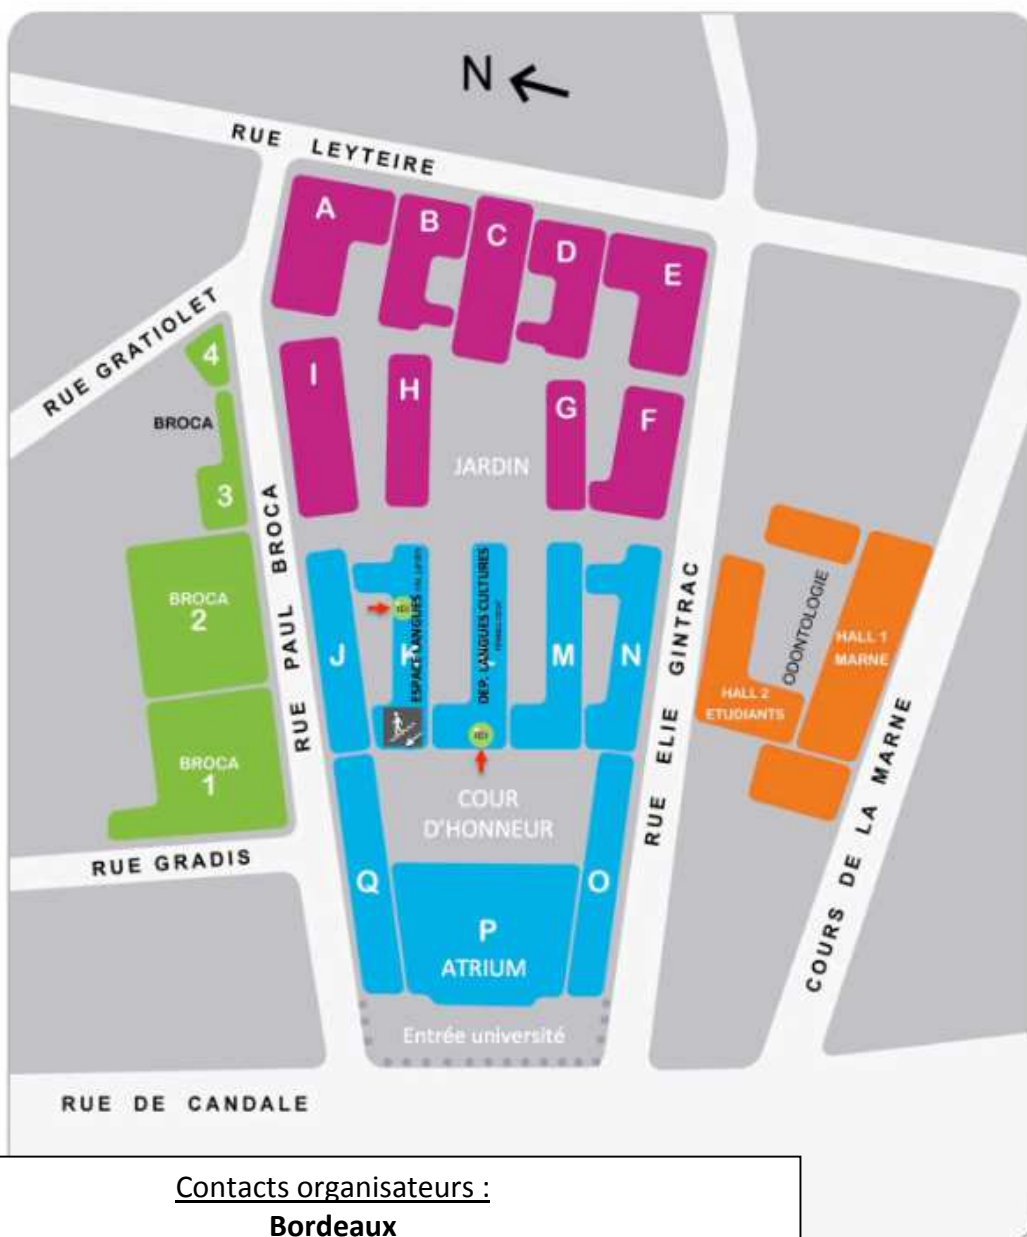 N
RUE LEYTEIRE
A
B
C
D
E
RUE GRATIOLET
4
BROCA
3
I
H
G
F
JARDIN
RUE PAUL BROCA
BROCA
2
BROCA
1
J
K
ESPACE LANGUES
DEP. LANGUES CULTURES
M
N
RUE ELIE GINTRAC
ODONTOLOGIE
HALL 1
MARNE
HALL 2
ETUDIANTS
COURS DE LA MARNE
COUR
D'HONNEUR
RUE GRADIS
Q
O
P
ATRIUM
Entrée université
RUE DE CANDALE
Contacts organisateurs :
Bordeaux